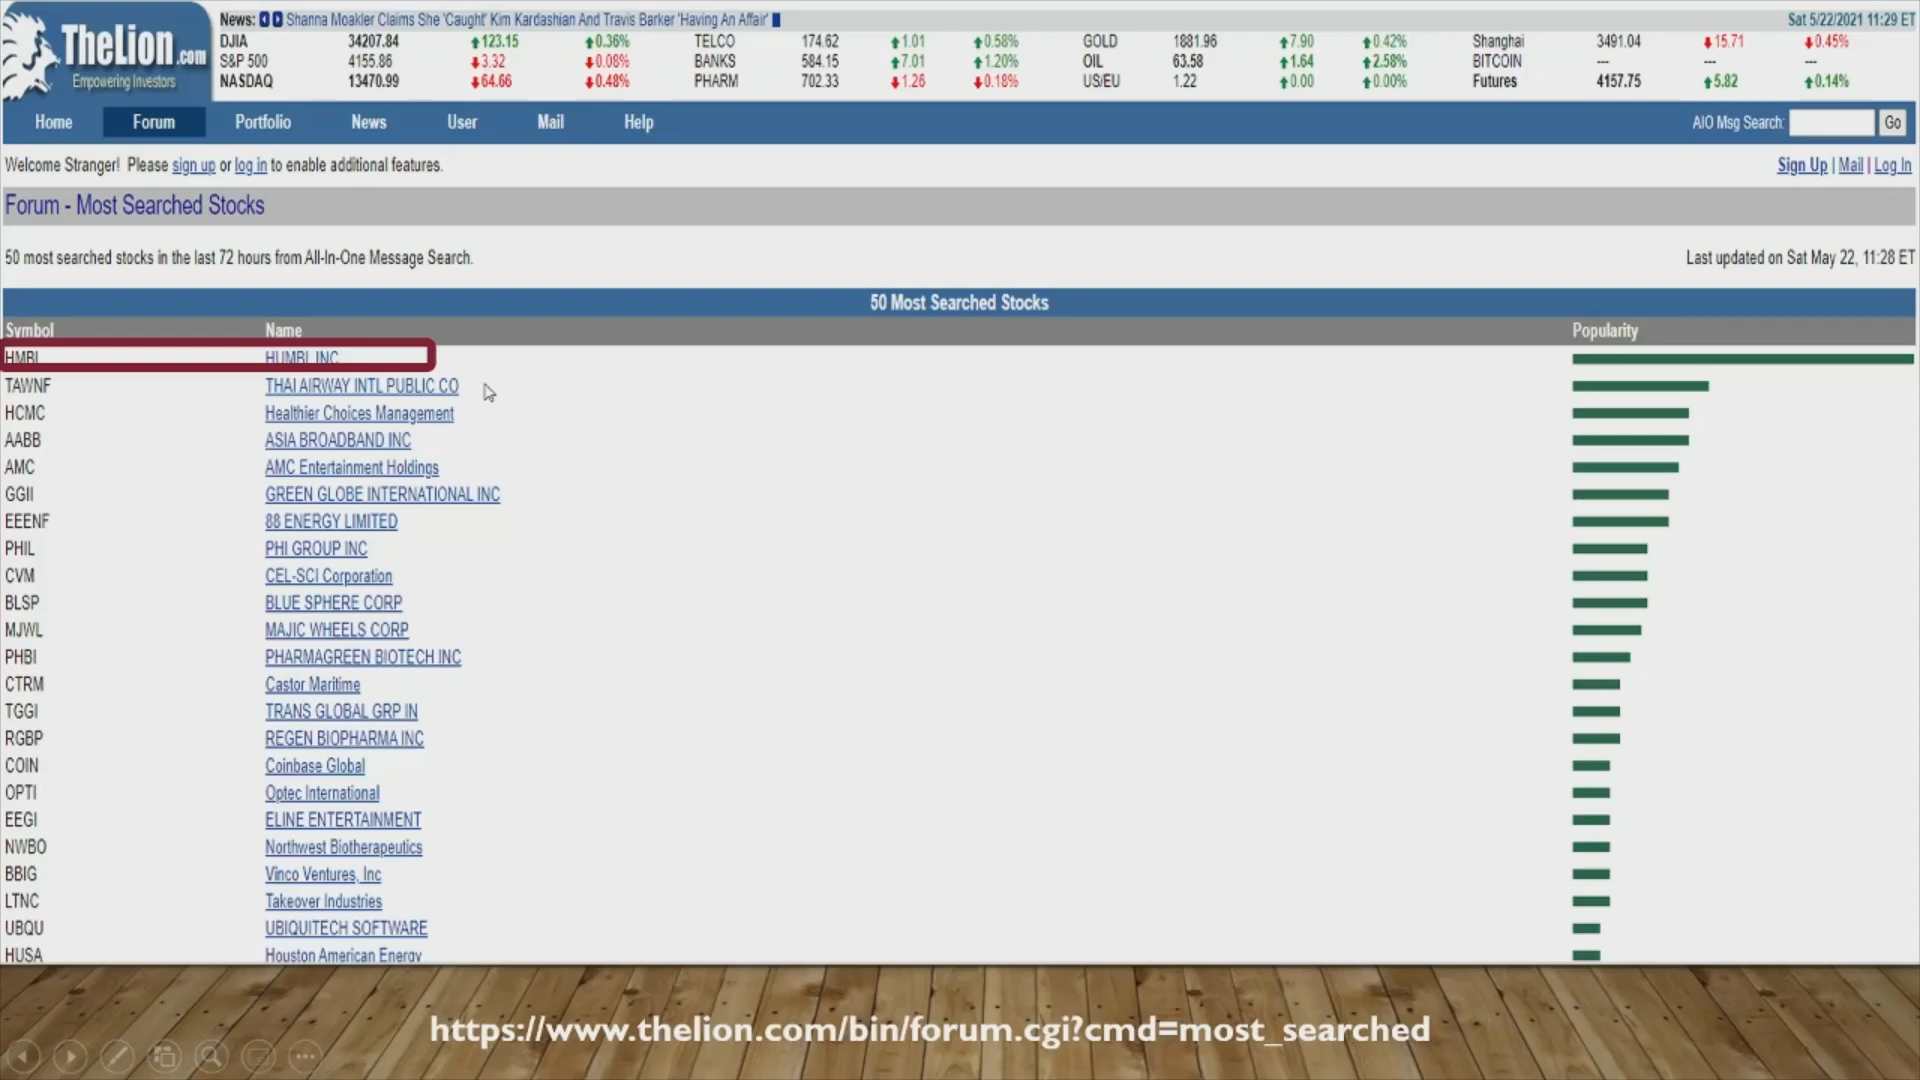 TheLion.com
Empowering Investors
News: Shanna Moakler Claims She 'Caught' Kim Kardashian And Travis Barker 'Having An Affair' Sat 5/22/2021 11:29 ET
DJIA 34207.84 123.15 0.36% TELCO 174.62 1.01 0.58% GOLD 1881.96 7.90 0.42% Shanghai 3491.04 15.71 0.45%
S&P 500 4155.86 3.32 0.08% BANKS 584.15 7.01 1.20% OIL 63.58 1.64 2.58% BITCOIN --- --- ---
NASDAQ 13470.99 64.66 0.48% PHARM 702.33 1.26 0.18% US/EU 1.22 0.00 0.00% Futures 4157.75 5.82 0.14%
Home Forum Portfolio News User Mail Help AIO Msg Search: Go
Welcome Stranger! Please sign up or log in to enable additional features. Sign Up | Mail | Log In
Forum - Most Searched Stocks
50 most searched stocks in the last 72 hours from All-In-One Message Search. Last updated on Sat May 22, 11:28 ET
50 Most Searched Stocks
Symbol Name Popularity
HMBL HUMBL INC
TAWNF THAI AIRWAY INTL PUBLIC CO
HCMC Healthier Choices Management
AABB ASIA BROADBAND INC
AMC AMC Entertainment Holdings
GGII GREEN GLOBE INTERNATIONAL INC
EEENF 88 ENERGY LIMITED
PHIL PHI GROUP INC
CVM CEL-SCI Corporation
BLSP BLUE SPHERE CORP
MJWL MAJIC WHEELS CORP
PHBI PHARMAGREEN BIOTECH INC
CTRM Castor Maritime
TGGI TRANS GLOBAL GRP IN
RGBP REGEN BIOPHARMA INC
COIN Coinbase Global
OPTI Optec International
EEGI ELINE ENTERTAINMENT
NWBO Northwest Biotherapeutics
BBIG Vinco Ventures, Inc
LTNC Takeover Industries
UBQU UBIQUITECH SOFTWARE
HUSA Houston American Energy
https://www.thelion.com/bin/forum.cgi?cmd=most_searched